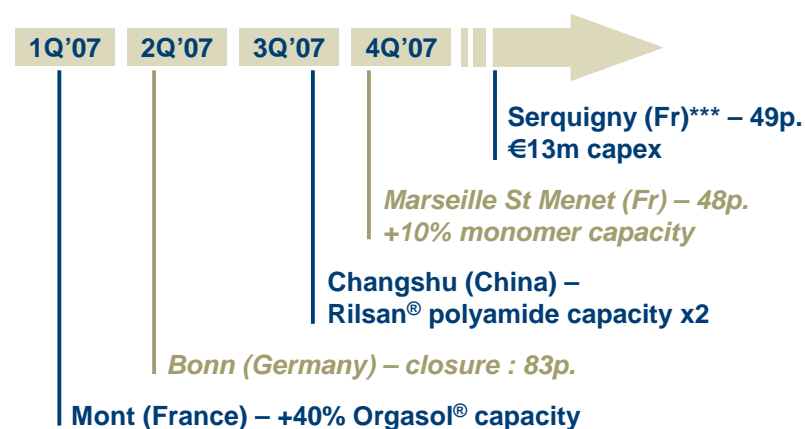 1Q’07 2Q’07 3Q’07 4Q’07
Serquigny (Fr)*** – 49p.
€13m capex
Marseille St Menet (Fr) – 48p.
+10% monomer capacity
Changshu (China) –
Rilsan® polyamide capacity x2
Bonn (Germany) – closure : 83p.
Mont (France) – +40% Orgasol® capacity